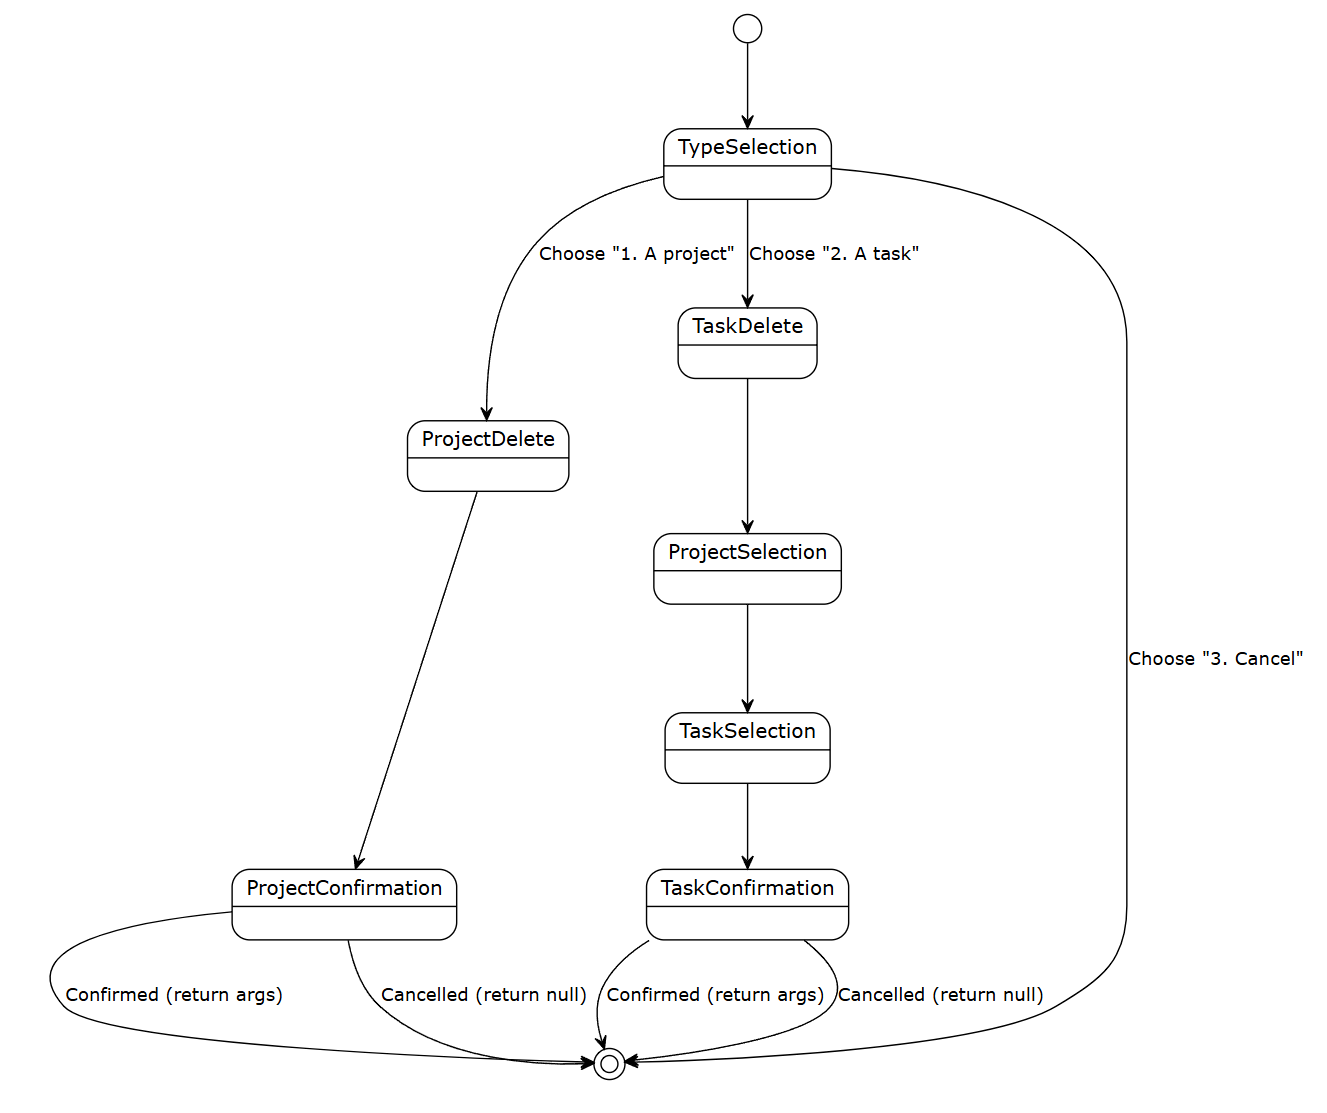 TypeSelection
Choose "1. A project"
Choose "2. A task"
TaskDelete
ProjectDelete
ProjectSelection
Choose "3. Cancel"
TaskSelection
ProjectConfirmation
TaskConfirmation
Confirmed (return args)
Cancelled (return null)
Confirmed (return args)
Cancelled (return null)